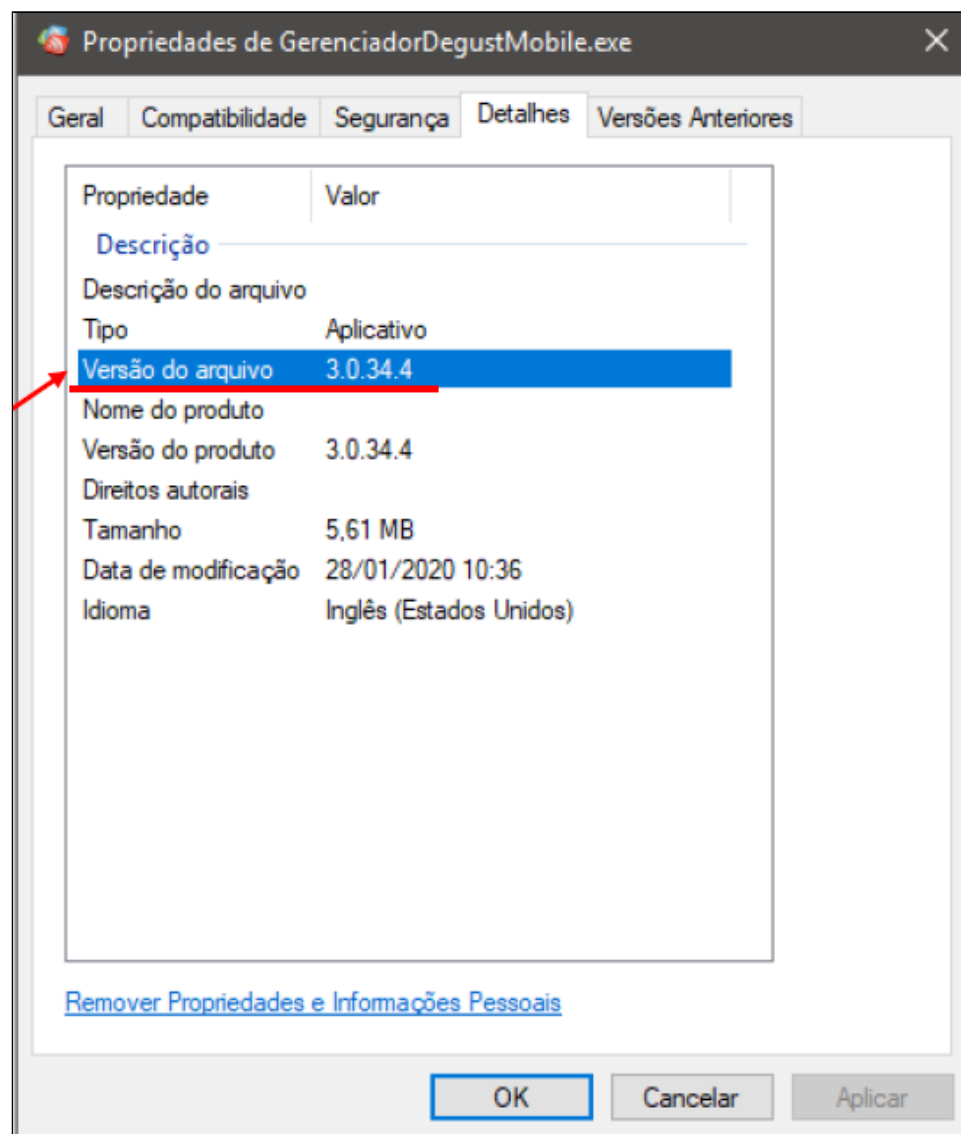 Propriedades de GerenciadorDegustMobile.exe
Geral Compatibilidade Segurança Detalhes Versões Anteriores
Propriedade Valor
Descrição
Descrição do arquivo
Tipo Aplicativo
Versão do arquivo 3.0.34.4
Nome do produto
Versão do produto 3.0.34.4
Direitos autorais
Tamanho 5,61 MB
Data de modificação 28/01/2020 10:36
Idioma Inglês (Estados Unidos)
Remover Propriedades e Informações Pessoais
OK Cancelar Aplicar